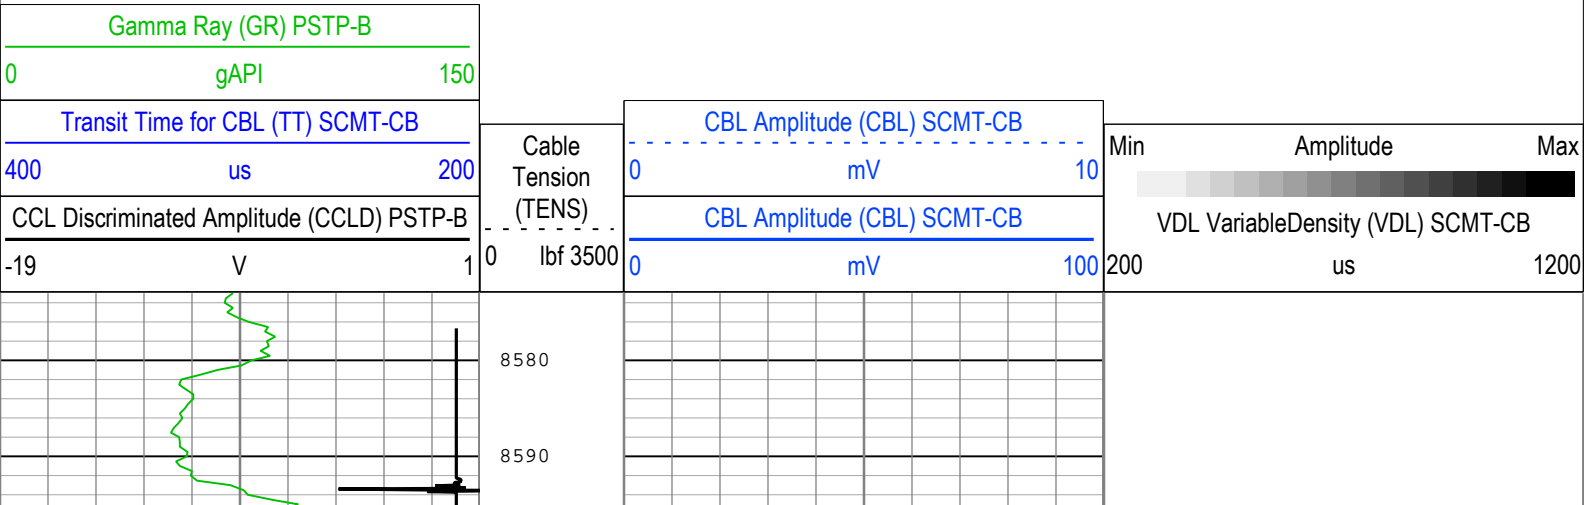 Gamma Ray (GR) PSTP-B
0 gAPI 150
Transit Time for CBL (TT) SCMT-CB
400 us 200
CCL Discriminated Amplitude (CCLD) PSTP-B
-19 V 1
Cable
Tension
(TENS)
0 lbf 3500
CBL Amplitude (CBL) SCMT-CB
0 mV 10
CBL Amplitude (CBL) SCMT-CB
0 mV 100
Min Amplitude Max
VDL VariableDensity (VDL) SCMT-CB
200 us 1200
8580
8590